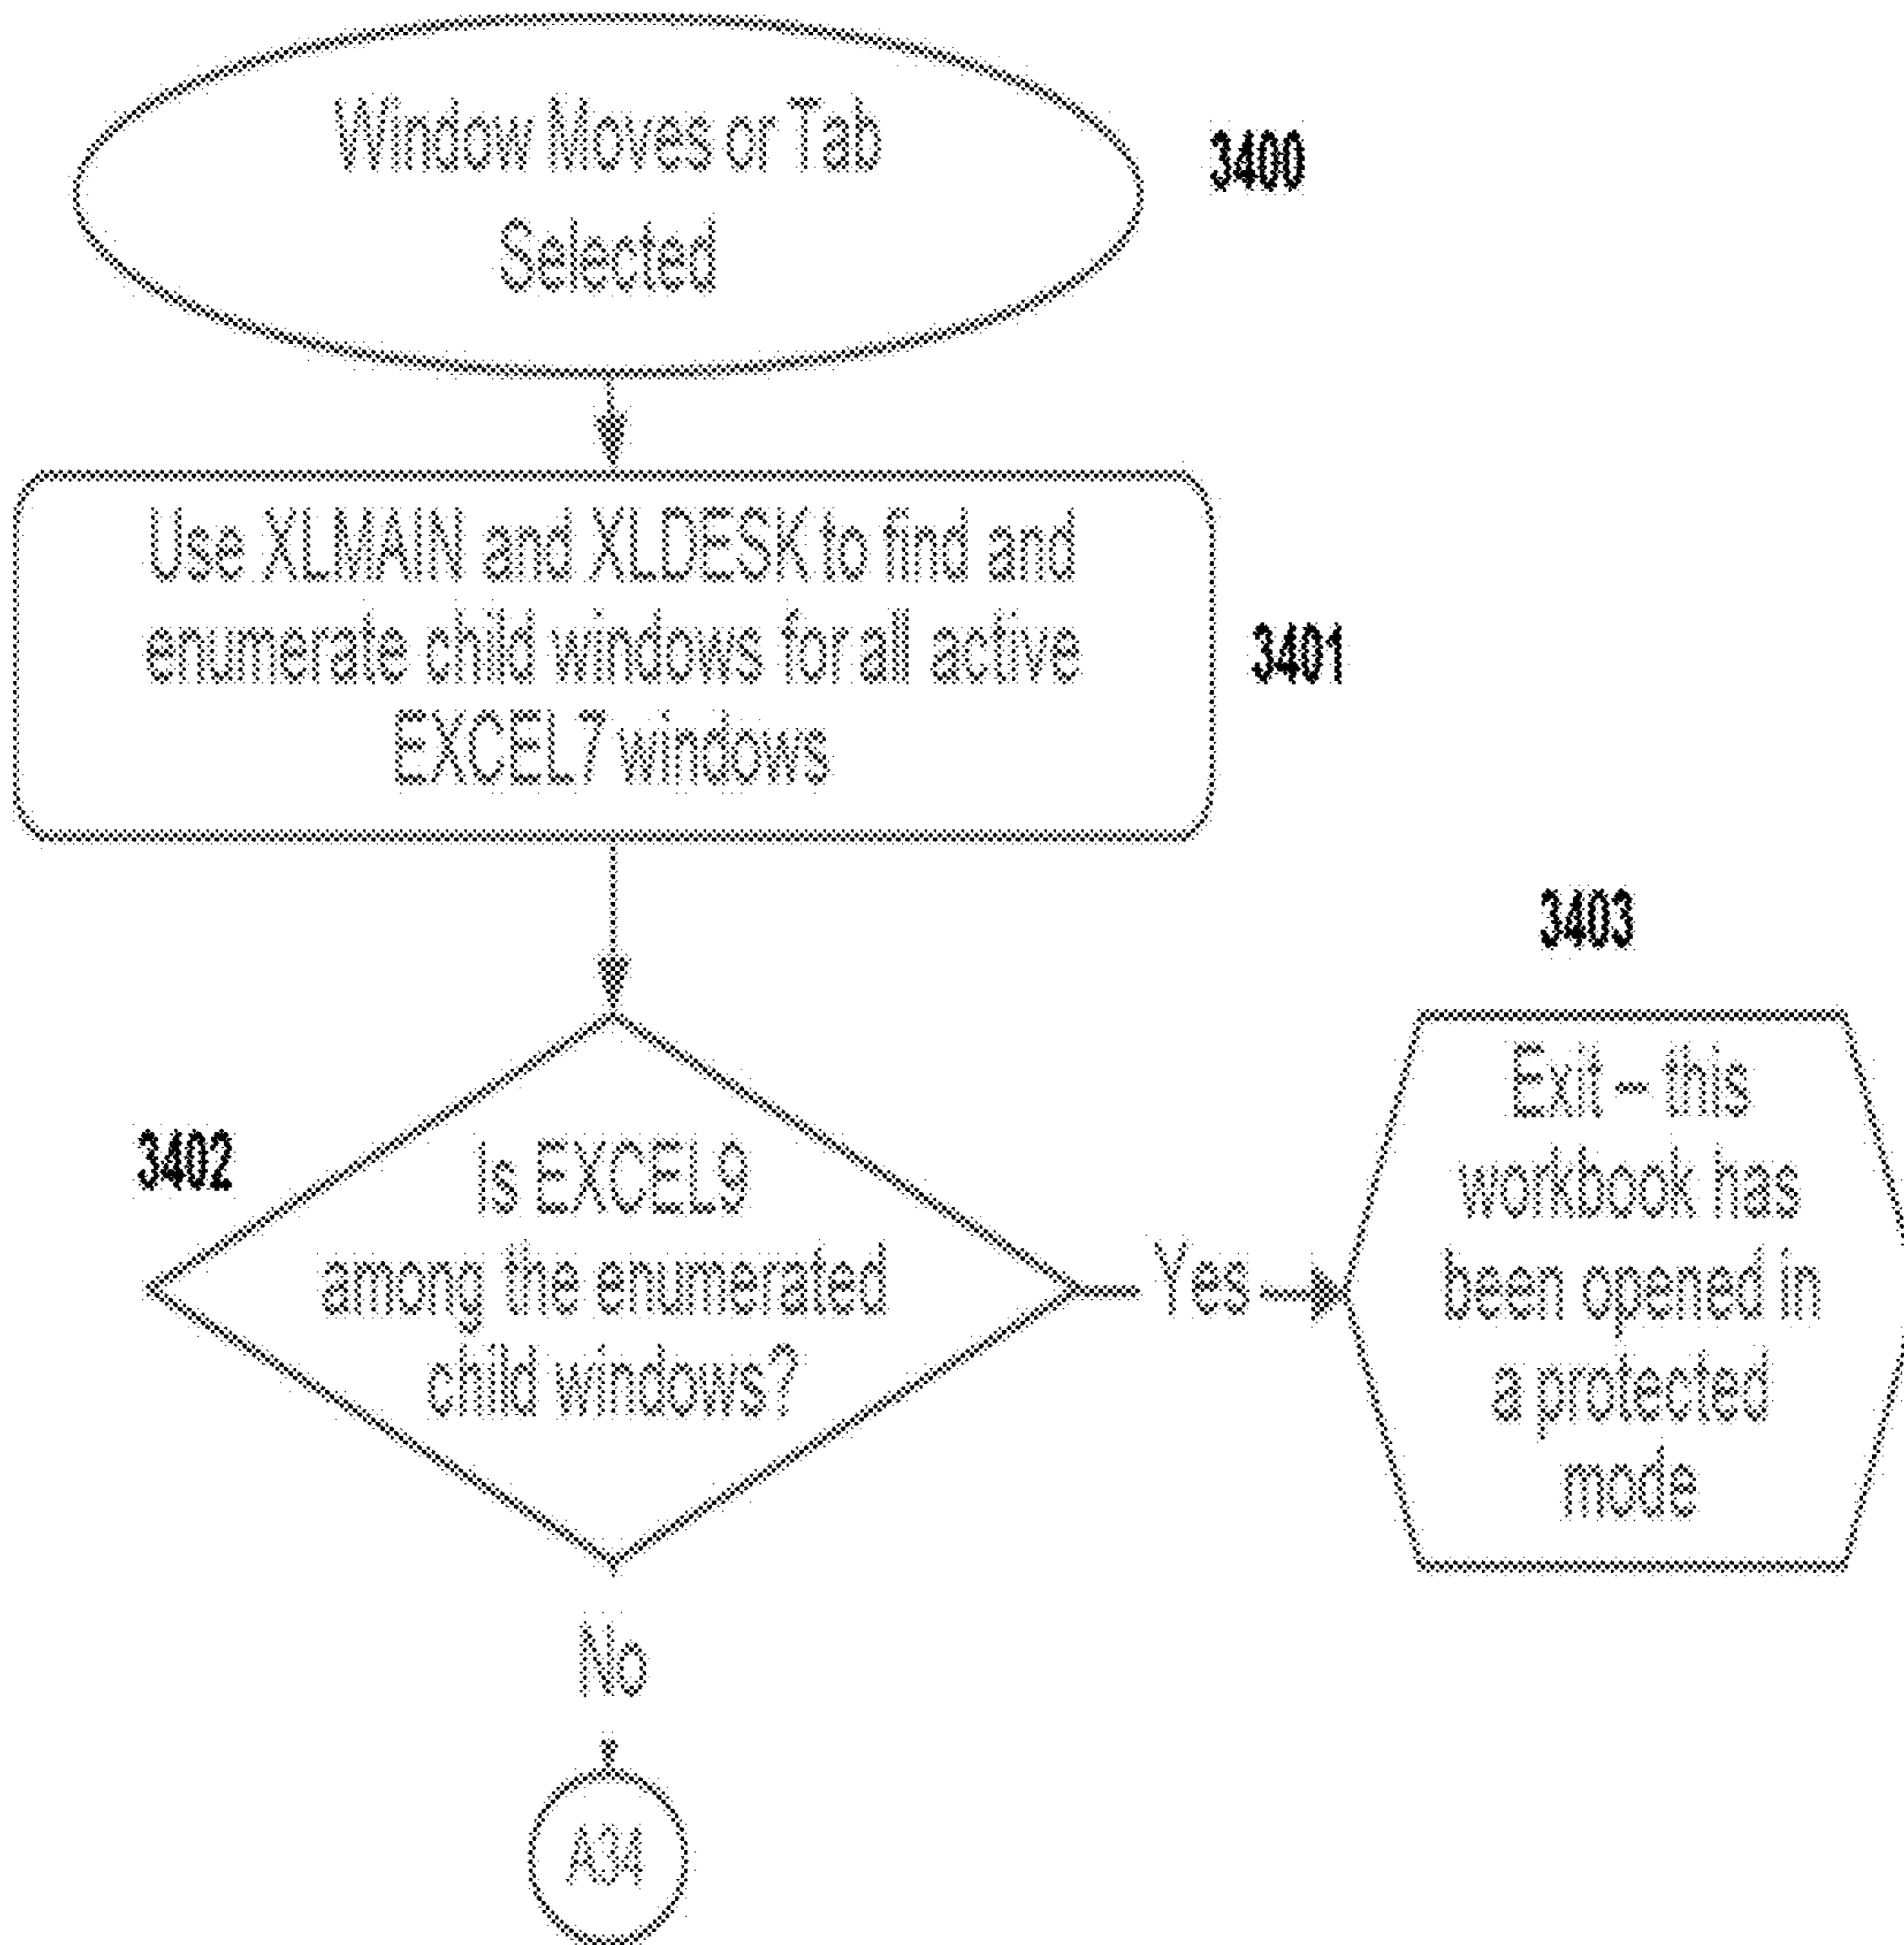 Window Moves or Tab
Selected
3400
Use XLMAIN and XLDESK to find and
enumerate child windows for all active
EXCEL7 windows
3401
3402
Is EXCEL9
among the enumerated
child windows?
Yes
3403
Exit – this
workbook has
been opened in
a protected
mode
No
A34